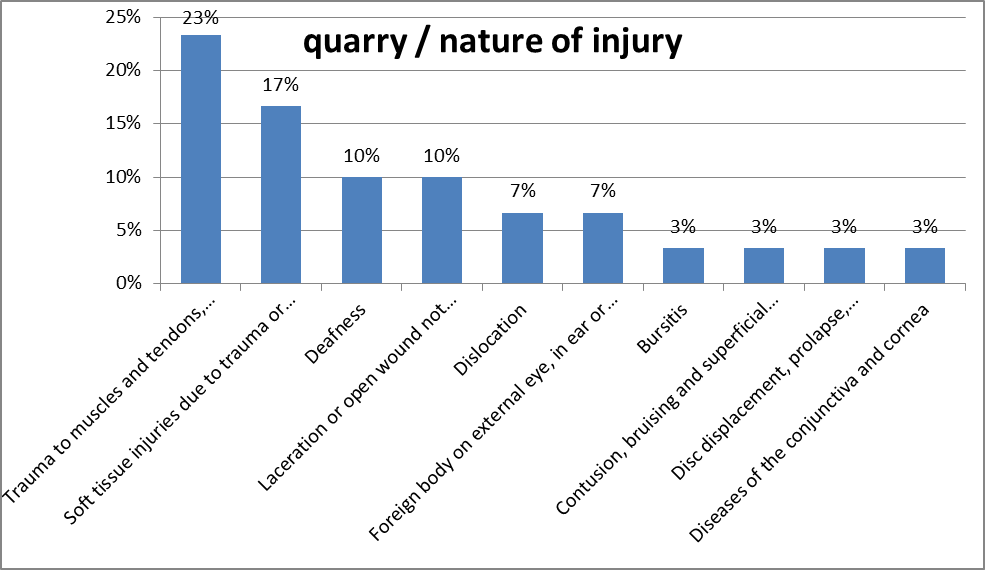 quarry / nature of injury
25%
20%
15%
10%
5%
0%
23%
17%
10%
10%
7%
7%
3%
3%
3%
3%
Trauma to muscles and tendons,...
Soft tissue injuries due to trauma or...
Deafness
Laceration or open wound not...
Dislocation
Foreign body on external eye, in ear or...
Bursitis
Contusion, bruising and superficial...
Disc displacement, prolapse,...
Diseases of the conjunctiva and cornea